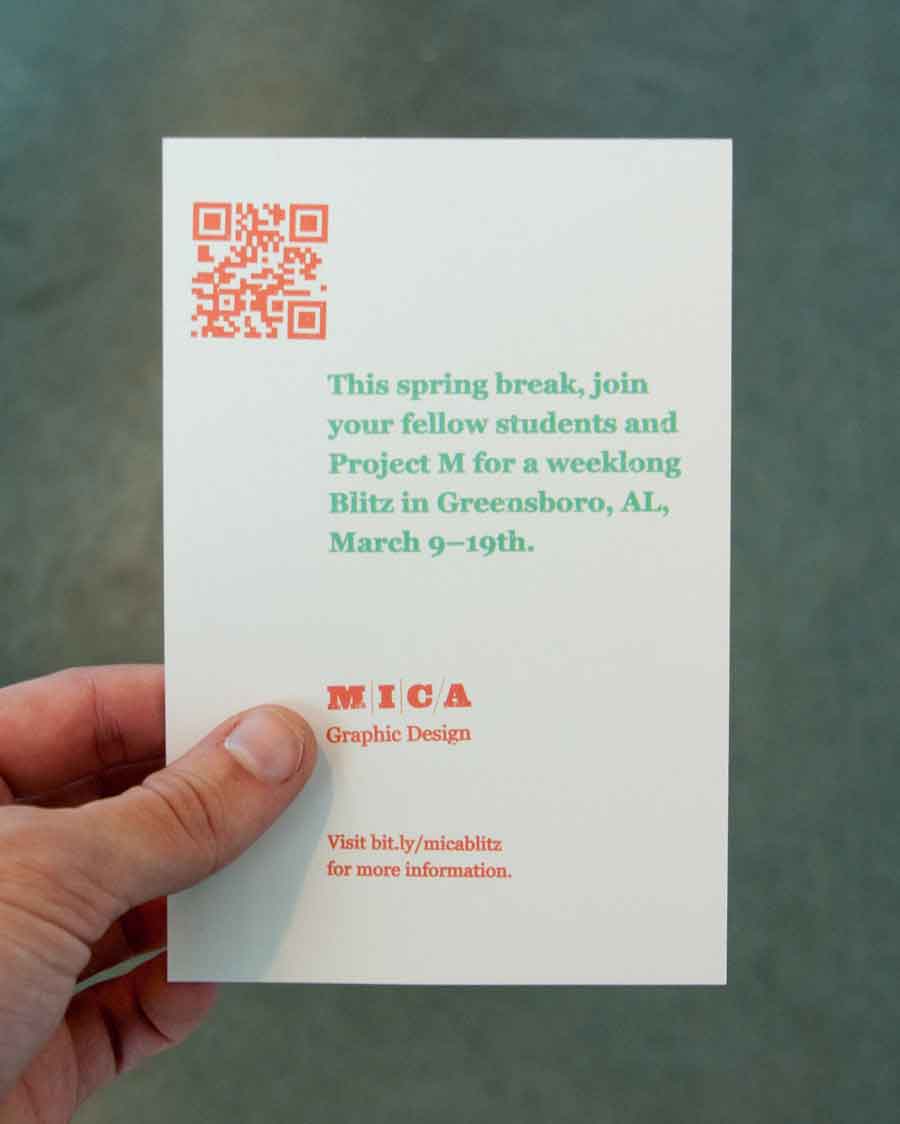 This spring break, join
your fellow students and
Project M for a weeklong
Blitz in Greensboro, AL,
March 9–19th.
M|I|C/A
Graphic Design
Visit bit.ly/micablitz
for more information.